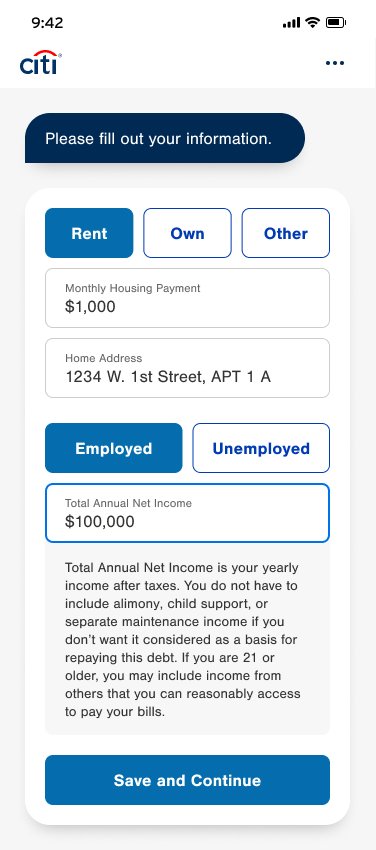 9:42
citi®
Please fill out your information.
Rent Own Other
Monthly Housing Payment
$1,000
Home Address
1234 W. 1st Street, APT 1 A
Employed Unemployed
Total Annual Net Income
$100,000
Total Annual Net Income is your yearly
income after taxes. You do not have to
include alimony, child support, or
separate maintenance income if you
don’t want it considered as a basis for
repaying this debt. If you are 21 or
older, you may include income from
others that you can reasonably access
to pay your bills.
Save and Continue